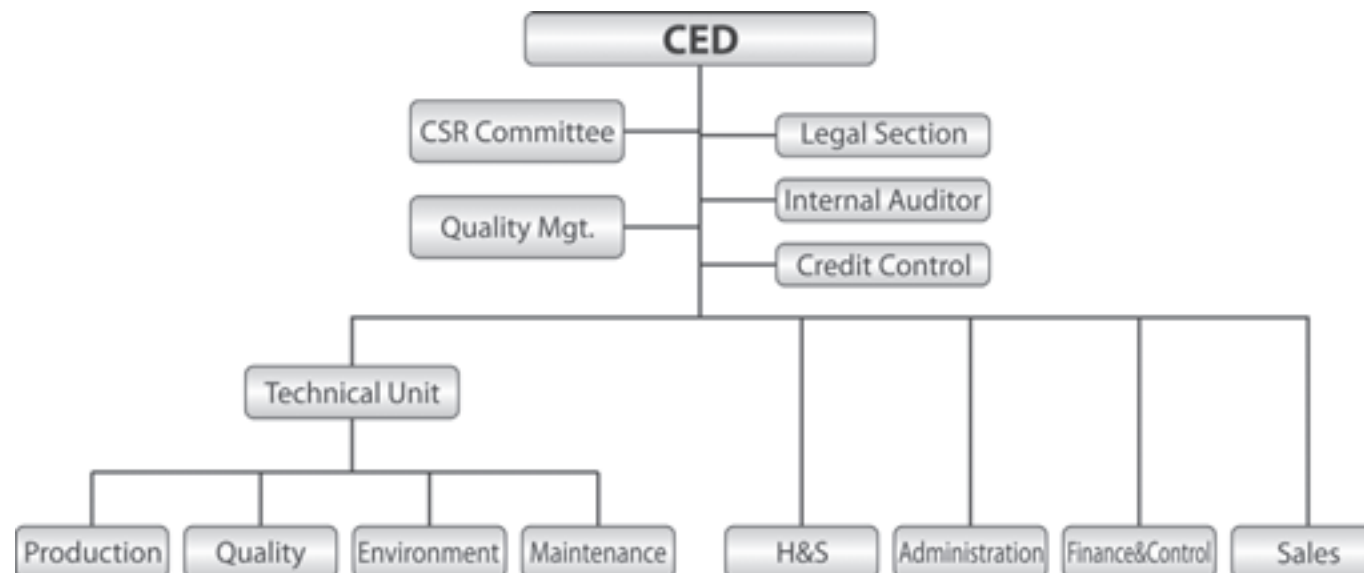 CED
CSR Committee
Legal Section
Internal Auditor
Quality Mgt.
Credit Control
Technical Unit
Production
Quality
Environment
Maintenance
H&S
Administration
Finance&Control
Sales